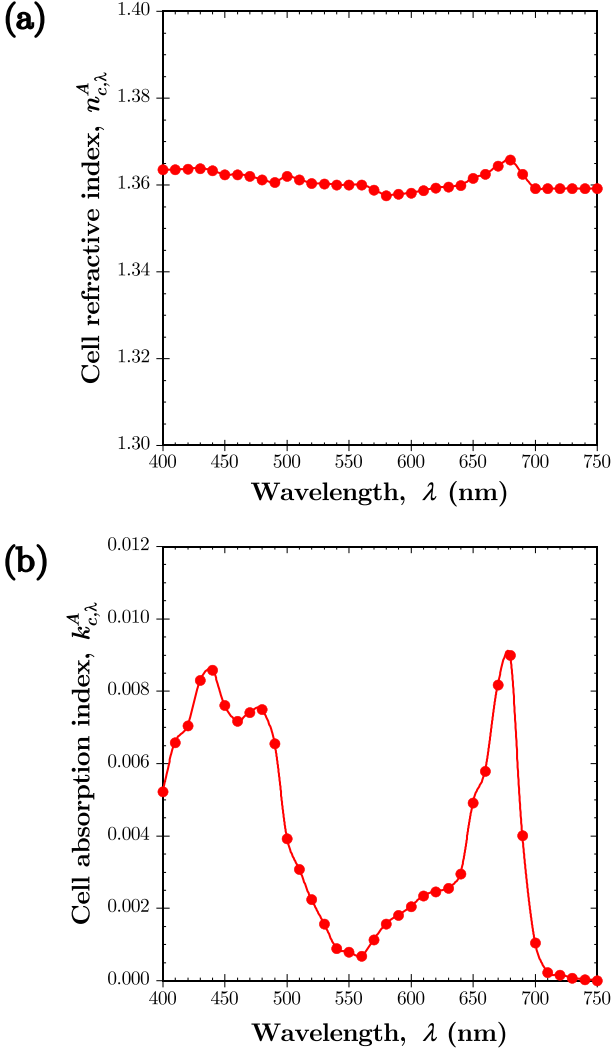 (a)
1.40
1.38
1.36
1.34
1.32
1.30
Cell refractive index, n^A_{c,λ}
400 450 500 550 600 650 700 750
Wavelength, λ (nm)
(b)
0.012
0.010
0.008
0.006
0.004
0.002
0.000
Cell absorption index, k^A_{c,λ}
400 450 500 550 600 650 700 750
Wavelength, λ (nm)